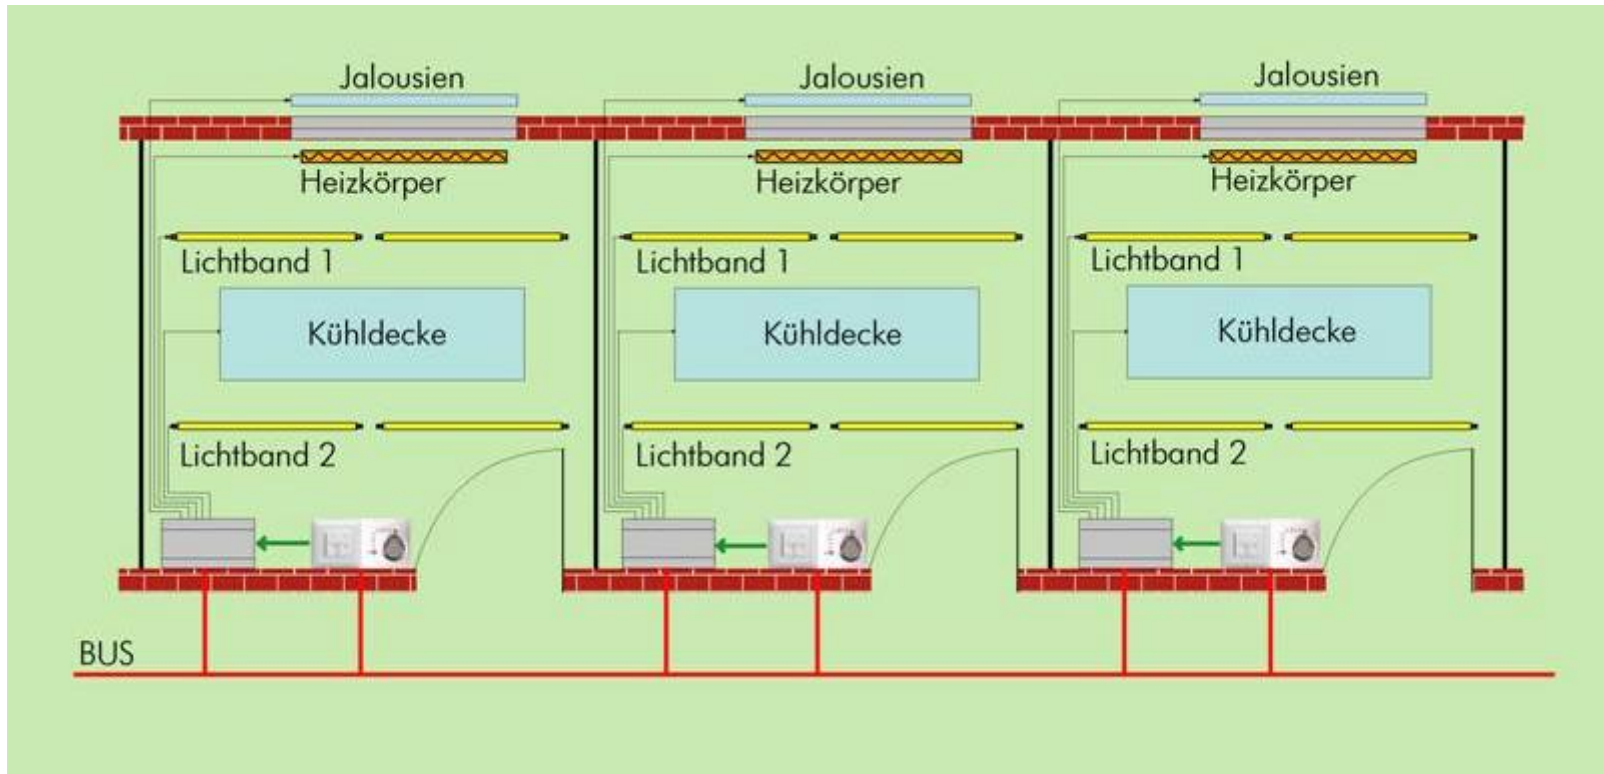 Jalousien Jalousien Jalousien
Heizkörper Heizkörper Heizkörper
Lichtband 1 Lichtband 1 Lichtband 1
Kühldecke Kühldecke Kühldecke
Lichtband 2 Lichtband 2 Lichtband 2
BUS